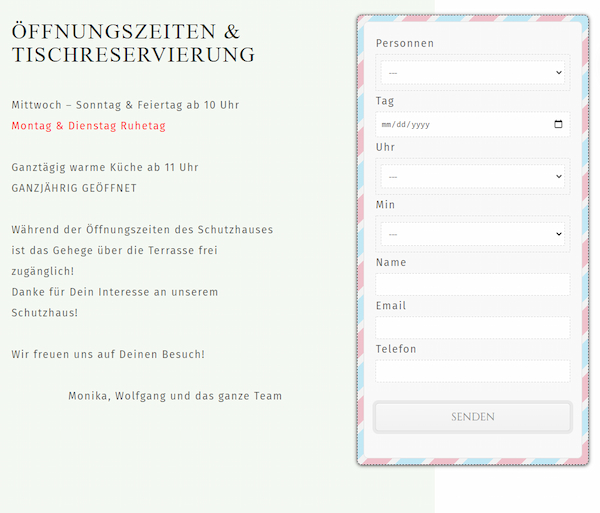 ÖFFNUNGSZEITEN &
TISCHRESERVIERUNG
Mittwoch – Sonntag & Feiertag ab 10 Uhr
Montag & Dienstag Ruhetag
Ganztägig warme Küche ab 11 Uhr
GANZJÄHRIG GEÖFFNET
Während der Öffnungszeiten des Schutzhauses
ist das Gehege über die Terrasse frei
zugänglich!
Danke für Dein Interesse an unserem
Schutzhaus!
Wir freuen uns auf Deinen Besuch!
Monika, Wolfgang und das ganze Team
Personnen
---
Tag
mm/dd/yyyy
Uhr
---
Min
---
Name
Email
Telefon
SENDEN